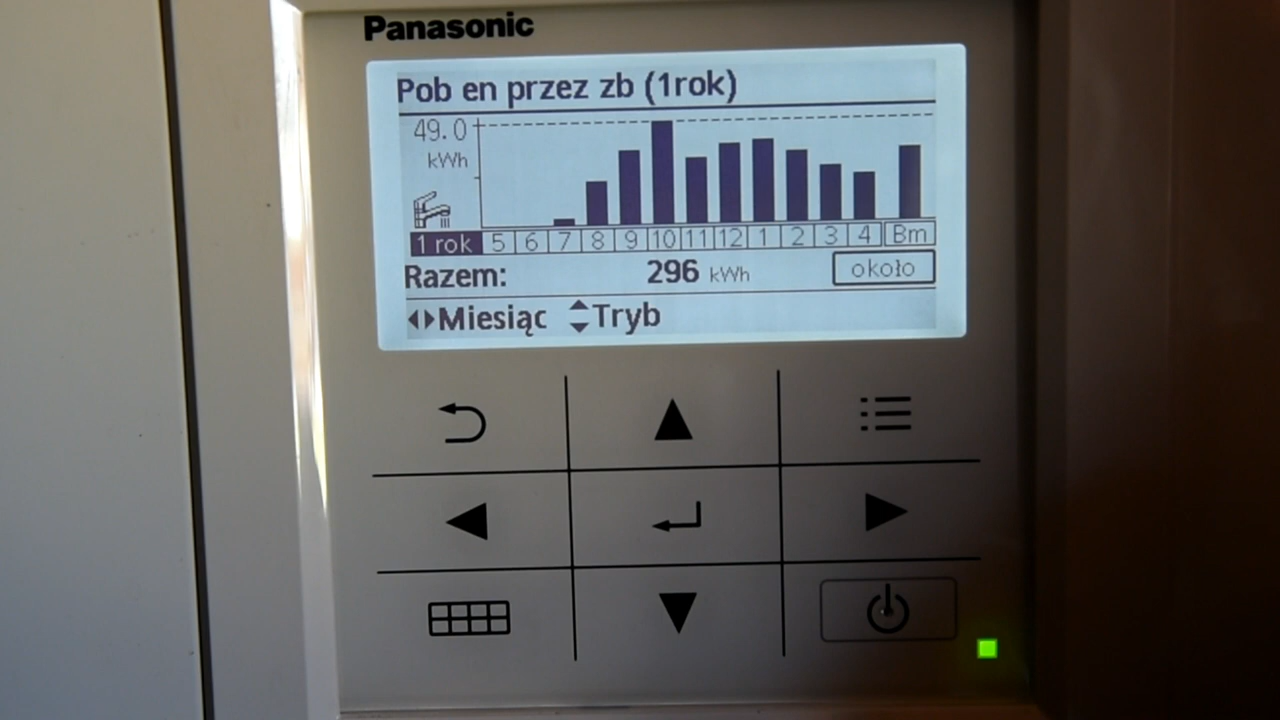 Panasonic
Pob en przez zb (1rok)
49.0
kWh
1 rok 5 6 7 8 9 10 11 12 1 2 3 4 Bm
Razem: 296 kWh około
Miesiąc Tryb